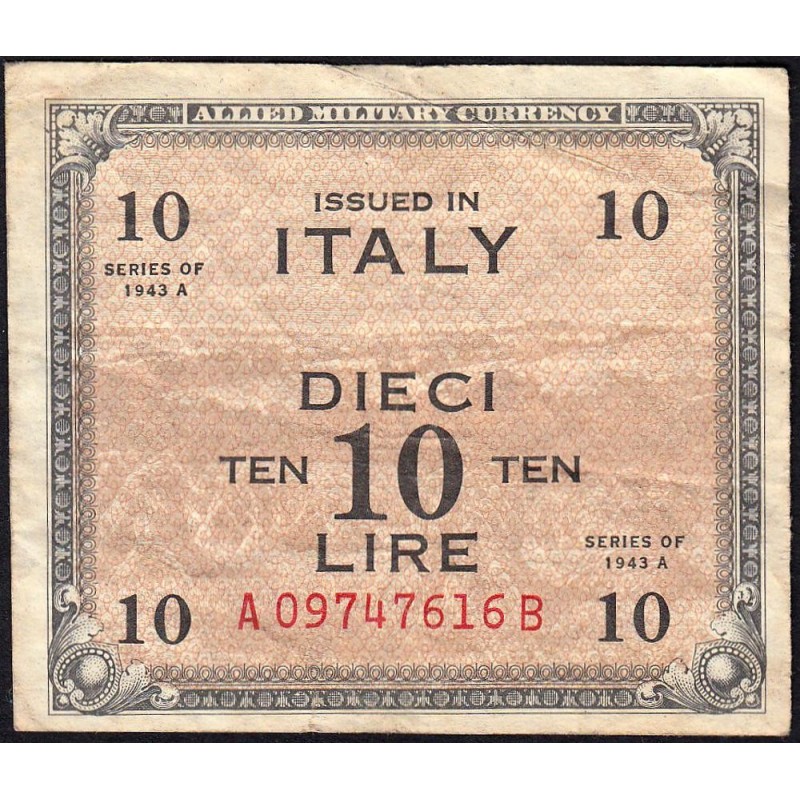 ALLIED MILITARY CURRENCY
10 ISSUED IN 10
ITALY
SERIES OF
1943 A
DIECI
TEN 10 TEN
LIRE
SERIES OF
1943 A
10 A09747616B 10